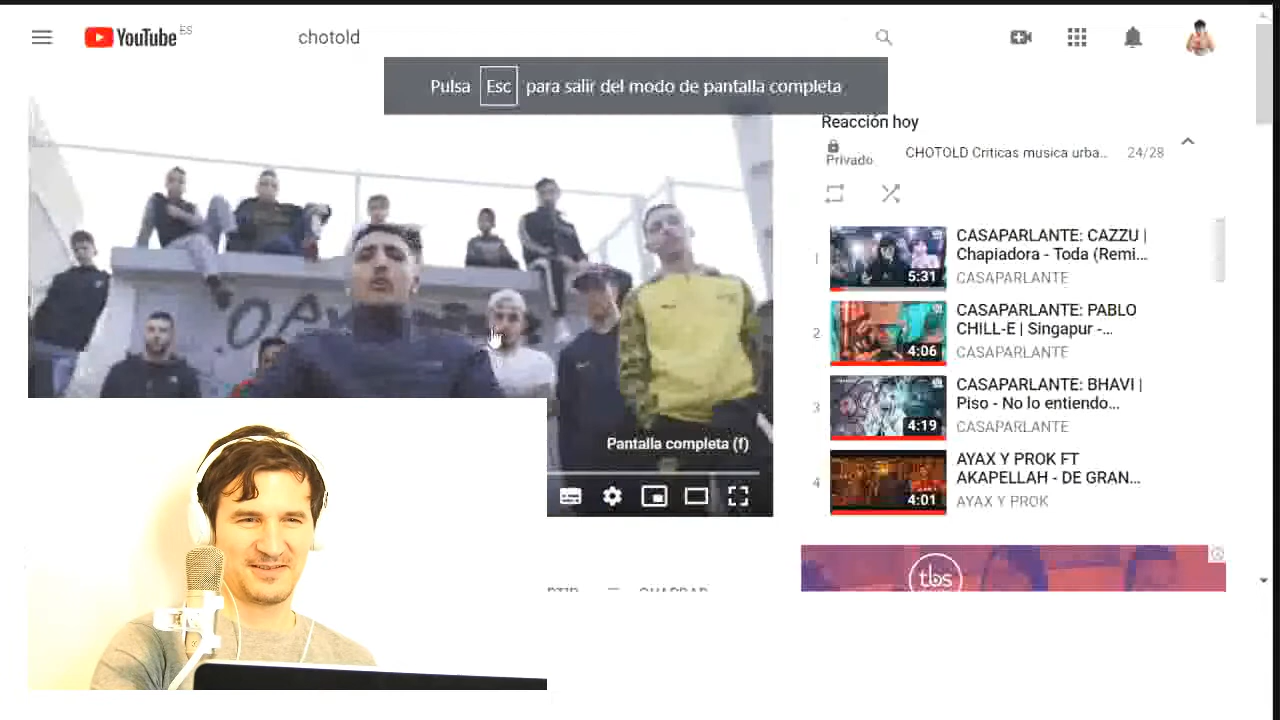 YouTube ES
chotold
Pulsa Esc para salir del modo de pantalla completa
Reacción hoy
Privado
CHOTOLD Criticas musica urba…
24/28
1
5:31
CASAPARLANTE: CAZZU |
Chapiadora - Toda (Remi…
CASAPARLANTE
2
4:06
CASAPARLANTE: PABLO
CHILL-E | Singapur -…
CASAPARLANTE
3
4:19
CASAPARLANTE: BHAVI |
Piso - No lo entiendo…
CASAPARLANTE
4
4:01
AYAX Y PROK FT
AKAPELLAH - DE GRAN…
AYAX Y PROK
Pantalla completa (f)
tbs